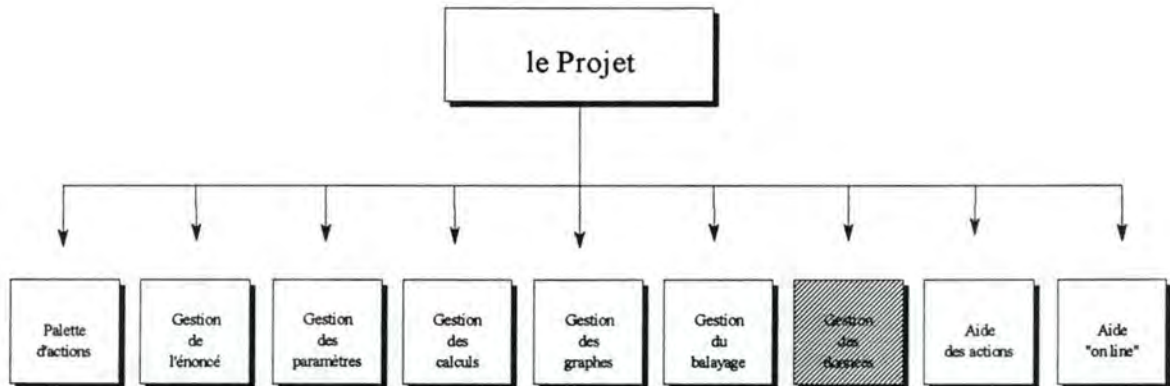 le Projet
Palette
d'actions
Gestion
de
l'énoncé
Gestion
des
paramètres
Gestion
des
calculs
Gestion
des
graphes
Gestion
du
balayage
Gestion
des
données
Aide
des actions
Aide
"on line"